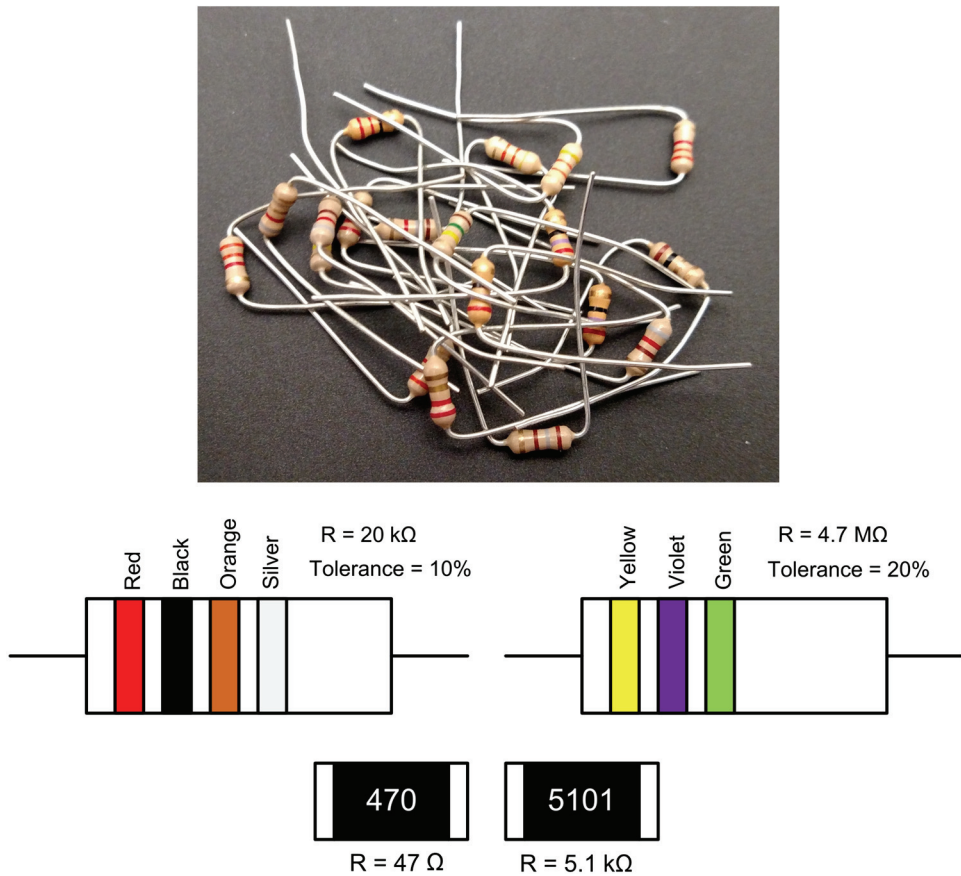 Red
Black
Orange
Silver
R = 20 kΩ
Tolerance = 10%
Yellow
Violet
Green
R = 4.7 MΩ
Tolerance = 20%
470
5101
R = 47 Ω
R = 5.1 kΩ